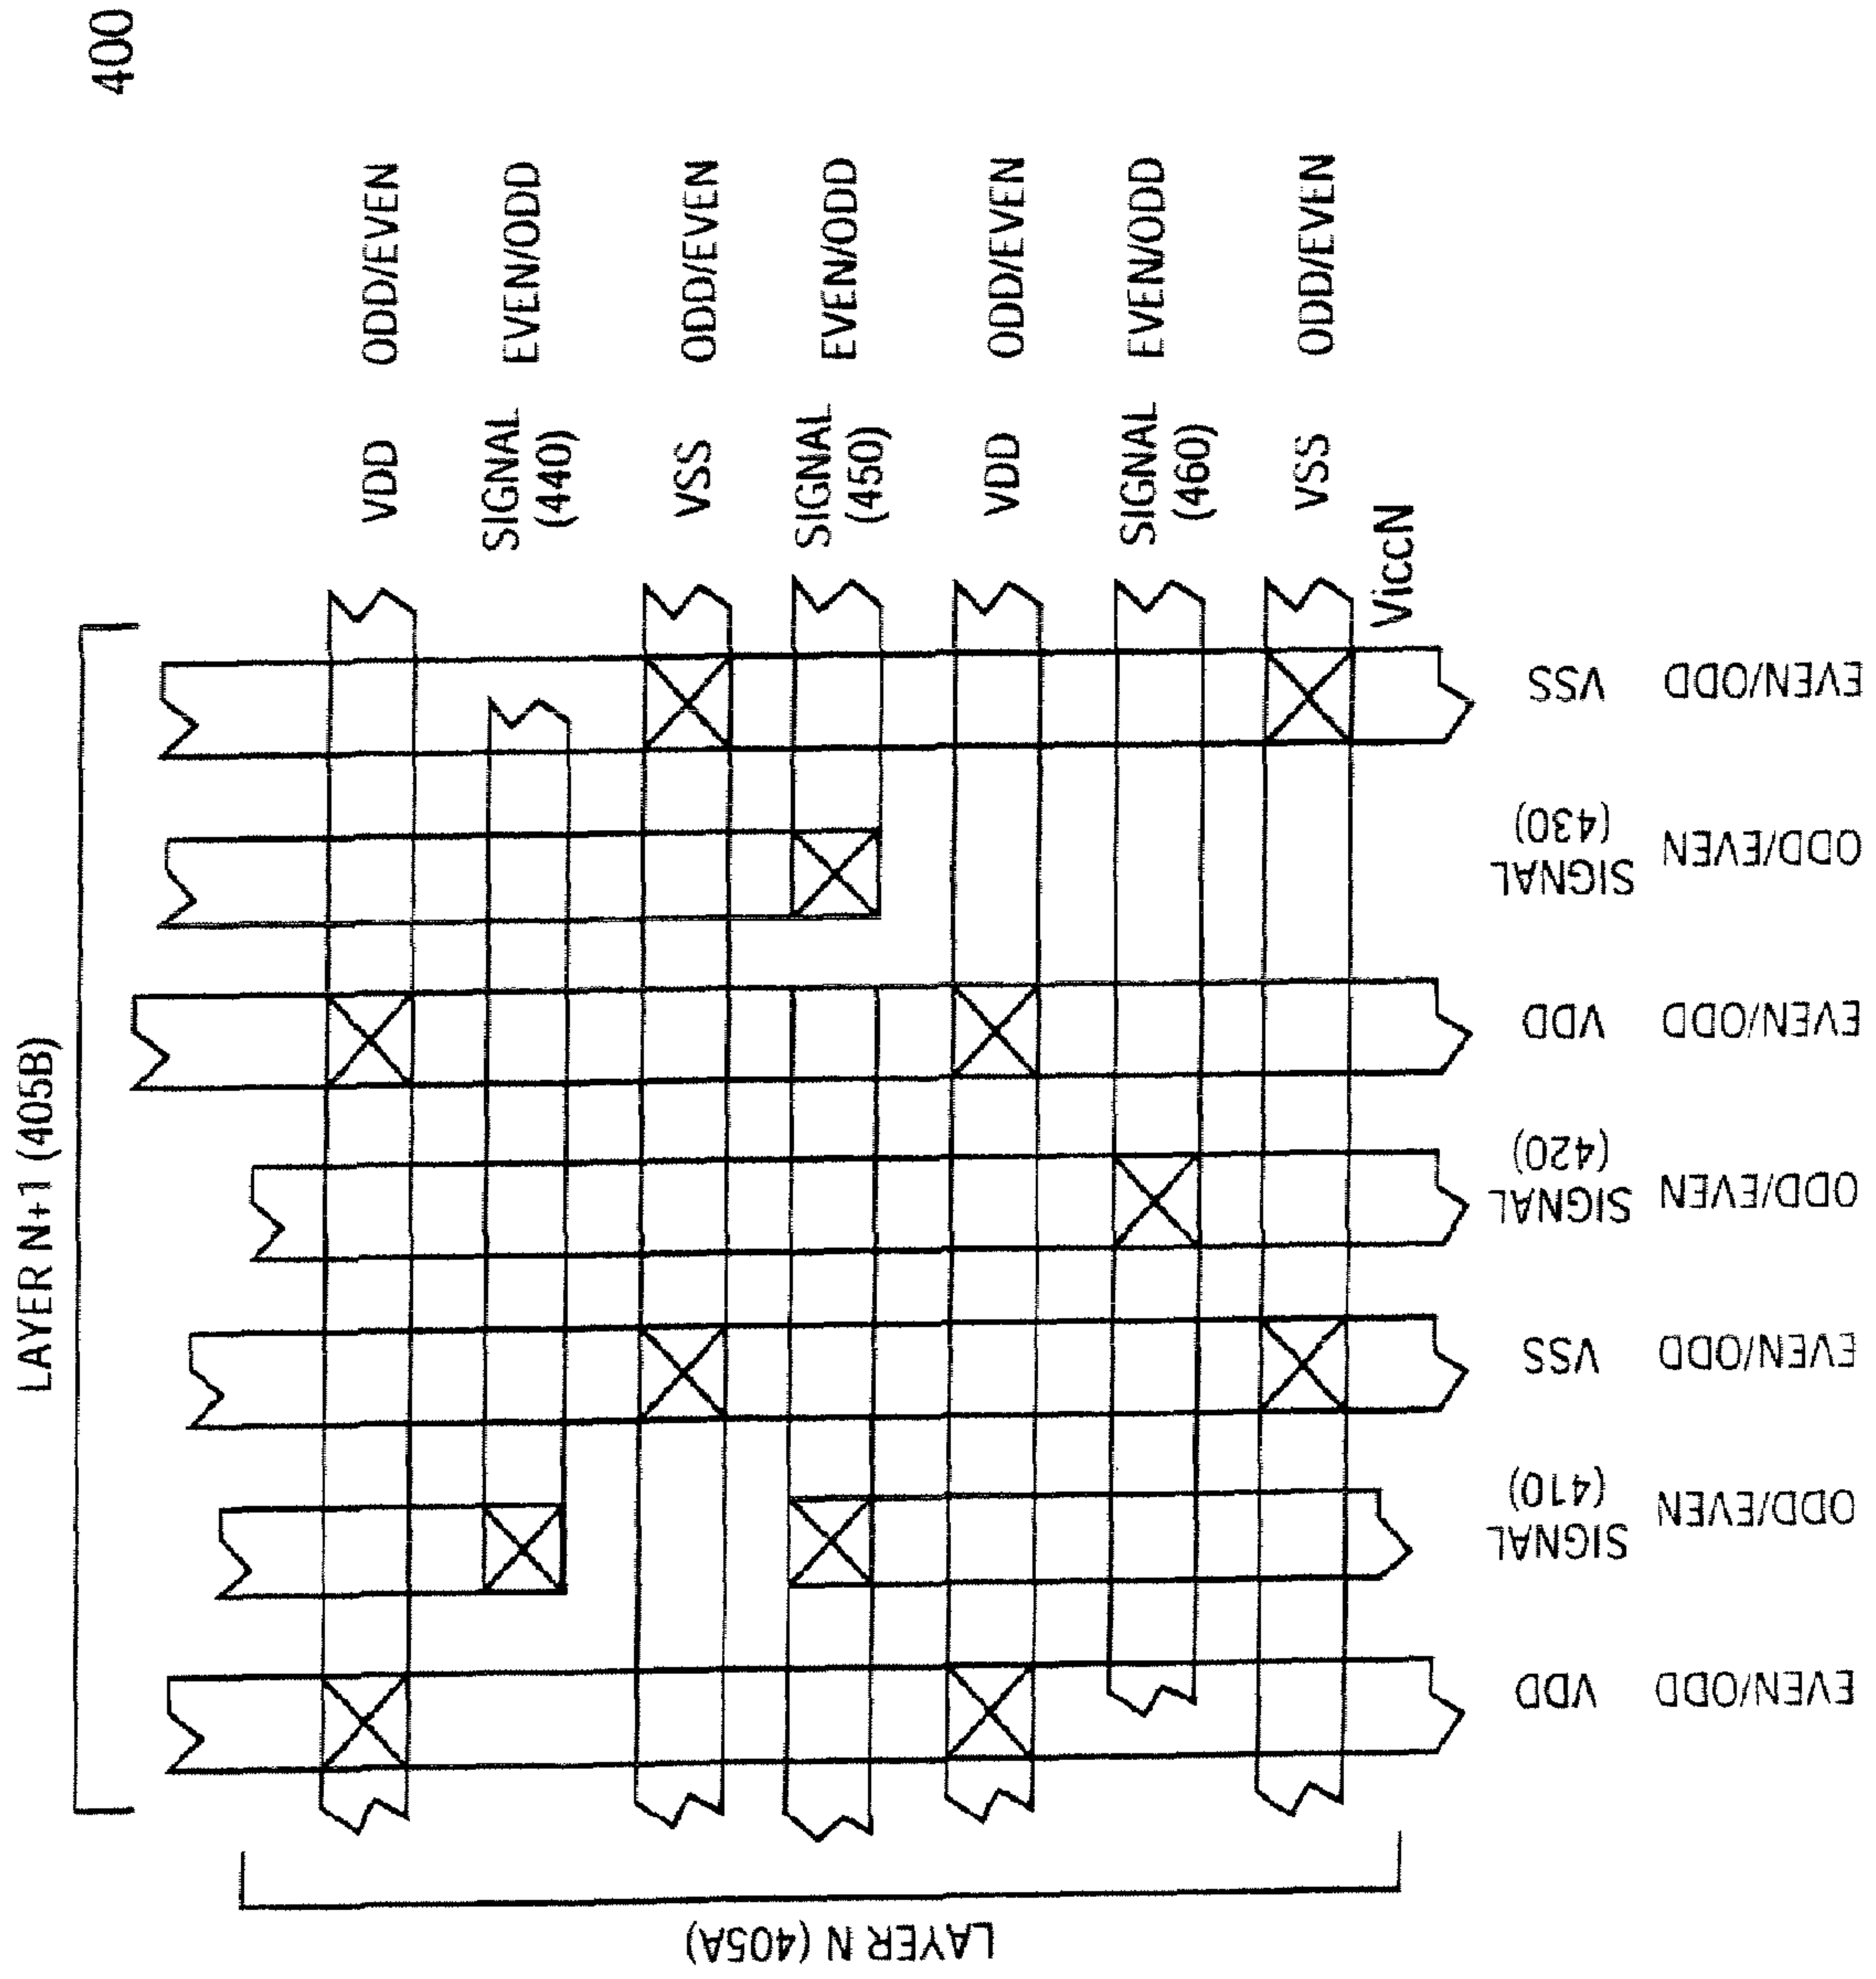 400
LAYER N+1 (405B)
VDD ODD/EVEN
SIGNAL
(440)
EVEN/ODD
VSS ODD/EVEN
SIGNAL
(450)
EVEN/ODD
VDD ODD/EVEN
SIGNAL
(460)
EVEN/ODD
VSS ODD/EVEN
ViccN
LAYER N (405A)
VDD
EVEN/ODD
SIGNAL
(410)
ODD/EVEN
VSS
EVEN/ODD
SIGNAL
(420)
ODD/EVEN
VDD
EVEN/ODD
SIGNAL
(430)
ODD/EVEN
VSS
EVEN/ODD